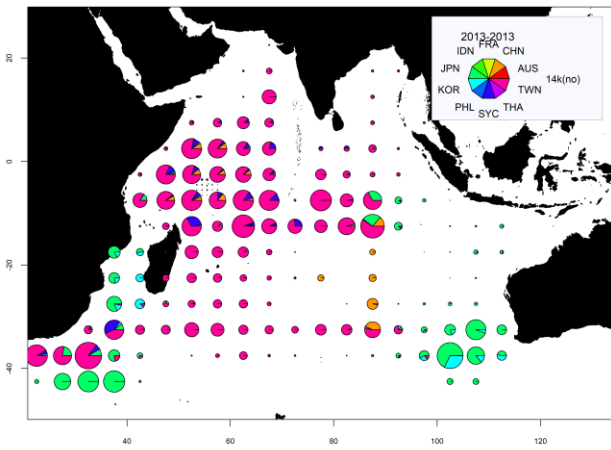 2013-2013
FRA
IDN CHN
JPN AUS
14k(no)
KOR TWN
PHL THA
SYC
20
0
-20
-40
40 60 80 100 120